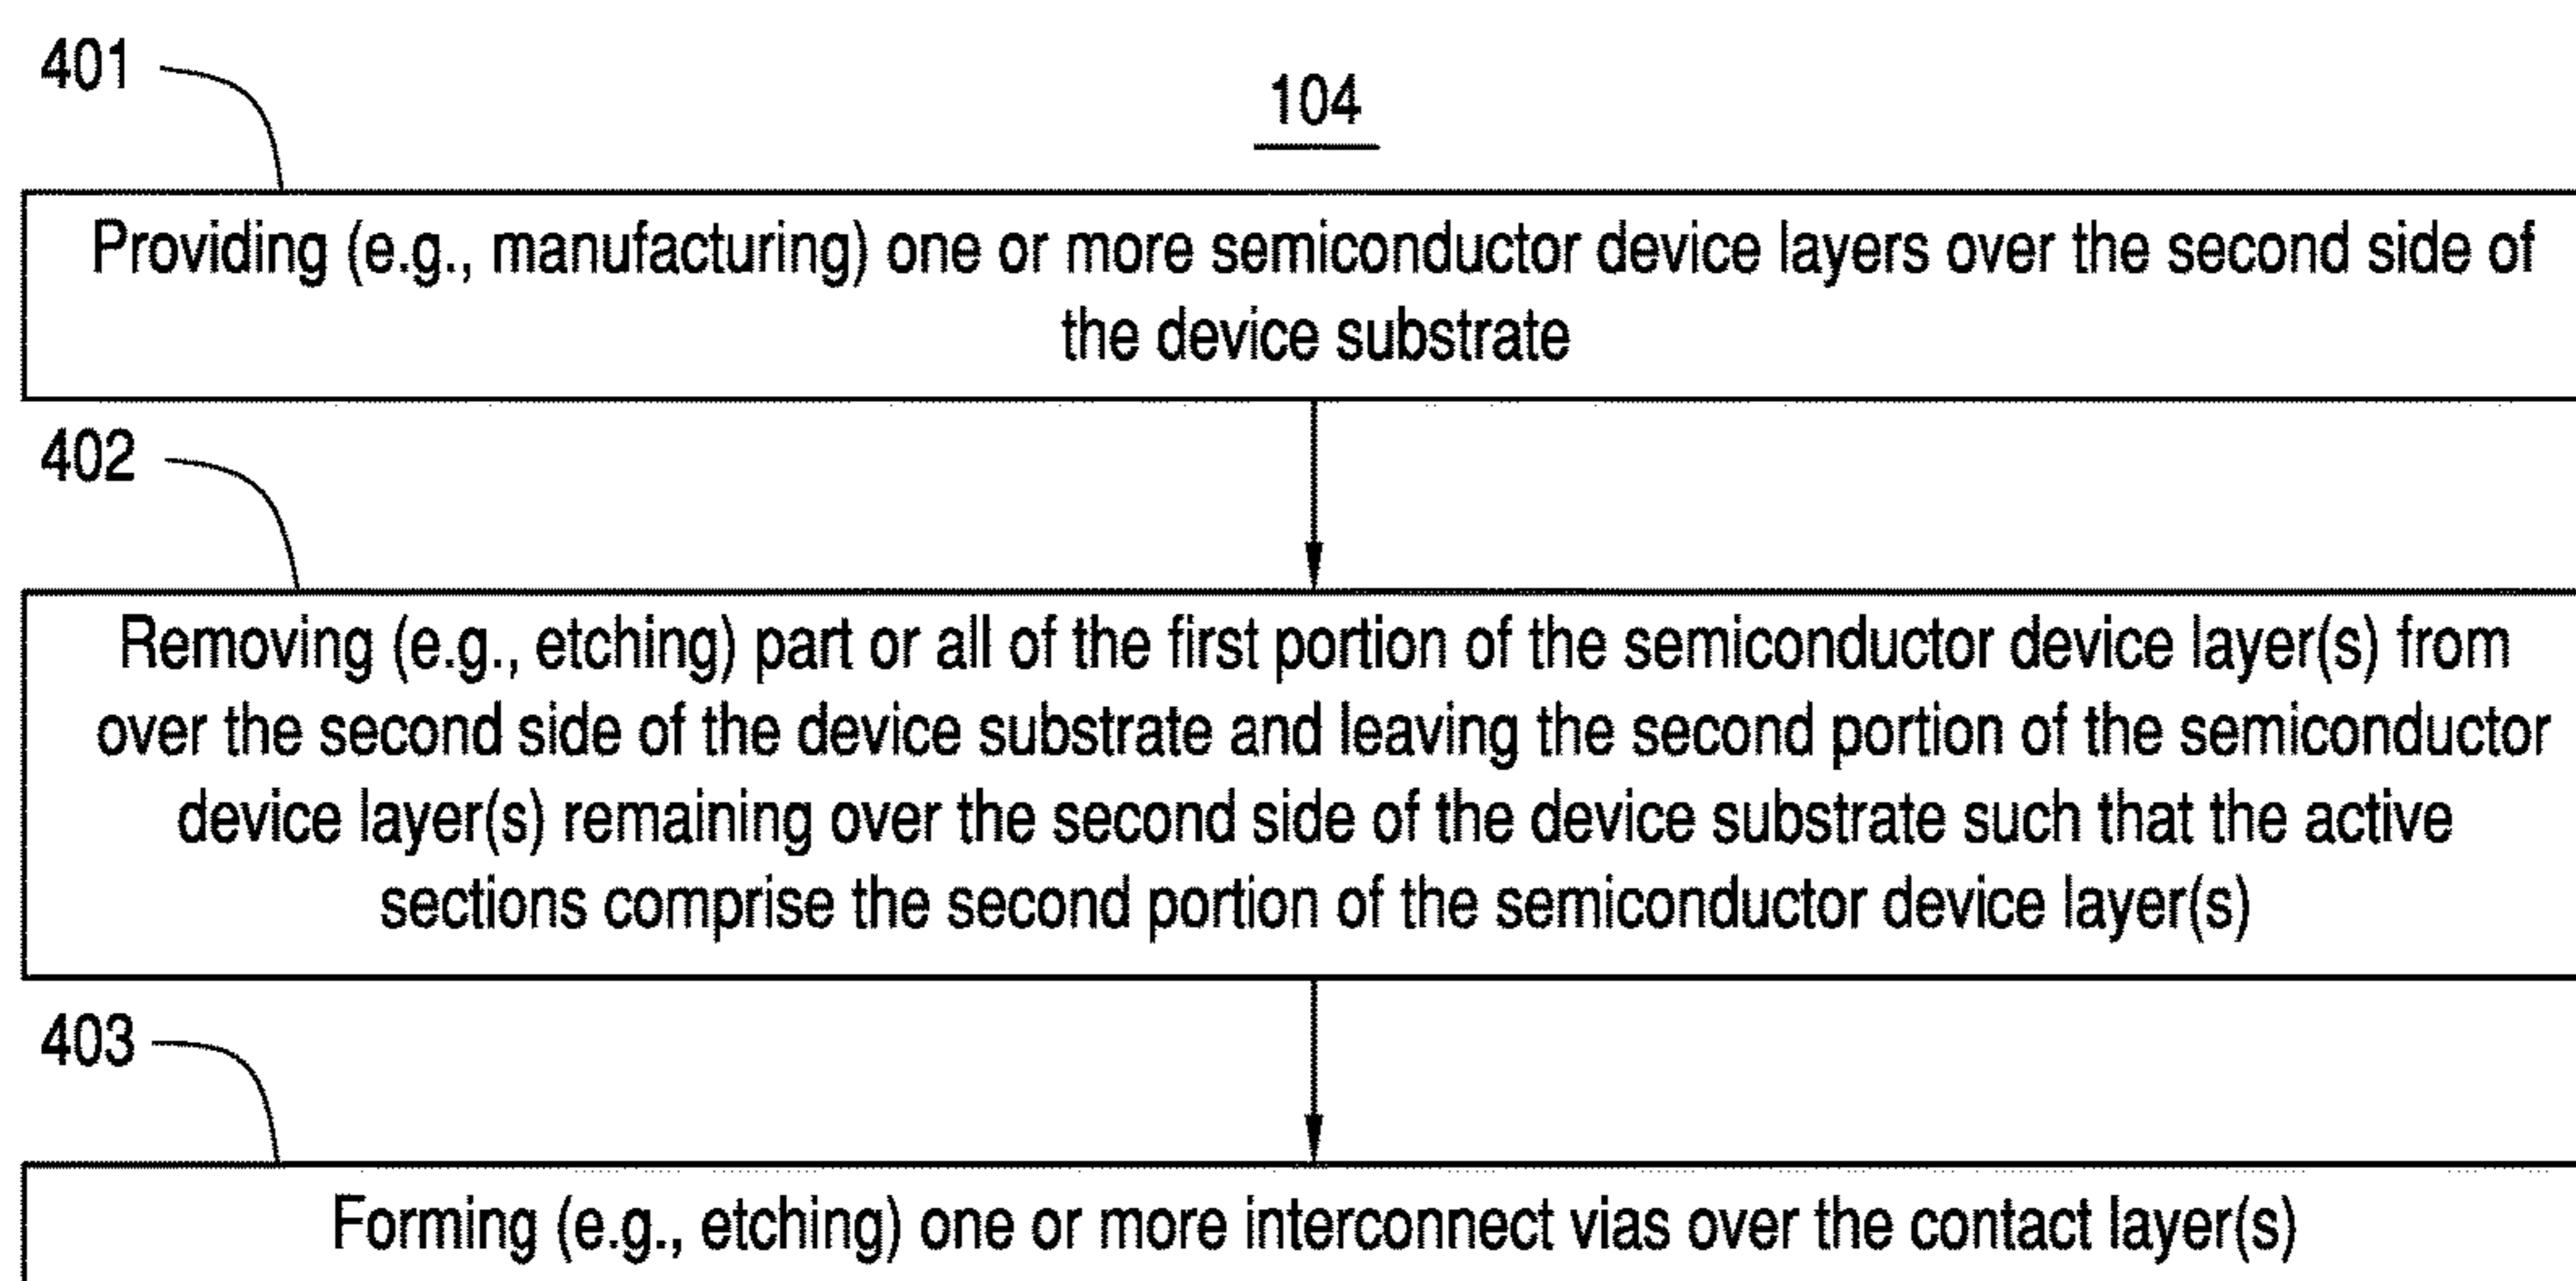 401
104
Providing (e.g., manufacturing) one or more semiconductor device layers over the second side of
the device substrate
402
Removing (e.g., etching) part or all of the first portion of the semiconductor device layer(s) from
over the second side of the device substrate and leaving the second portion of the semiconductor
device layer(s) remaining over the second side of the device substrate such that the active
sections comprise the second portion of the semiconductor device layer(s)
403
Forming (e.g., etching) one or more interconnect vias over the contact layer(s)